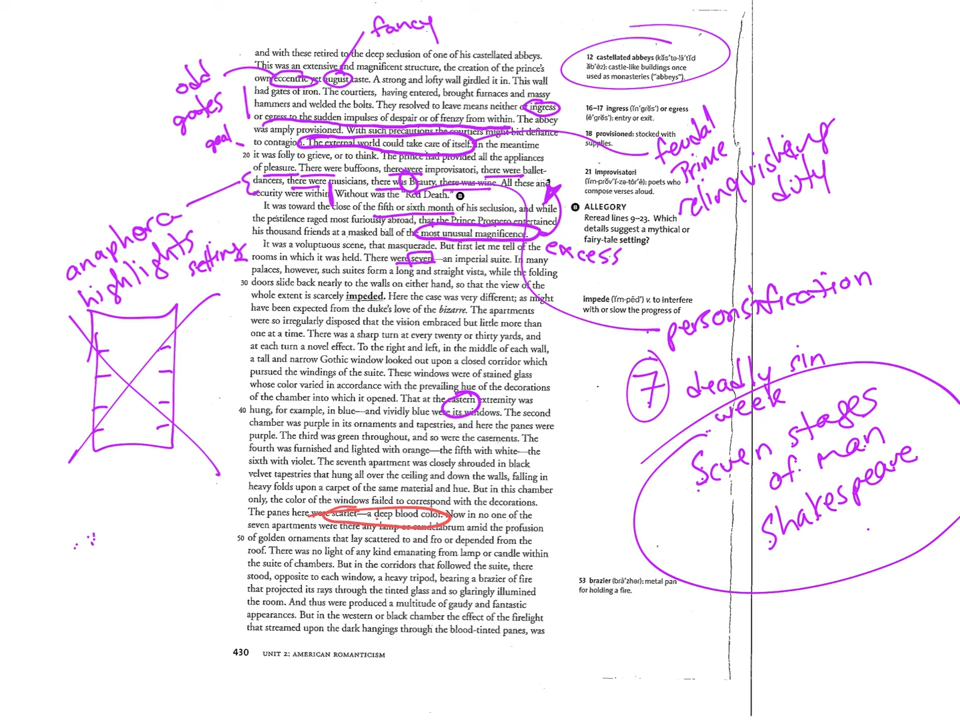 fancy
odd
goates
goal
and with these retired to the deep seclusion of one of his castellated abbeys.
This was an extensive and magnificent structure, the creation of the prince's
own eccentric yet august taste. A strong and lofty wall girdled it in. This wall
had gates of iron. The courtiers, having entered, brought furnaces and massy
hammers and welded the bolts. They resolved to leave means neither of ingress
or egress to the sudden impulses of despair or of frenzy from within. The abbey
was amply provisioned. With such precautions the courtiers might bid defiance
to contagion. The external world could take care of itself. In the meantime
20 it was folly to grieve, or to think. The prince had provided all the appliances
of pleasure. There were buffoons, there were improvisatori, there were ballet-
dancers, there were musicians, there was Beauty, there was wine. All these and
security were within. Without was the "Red Death." B
It was toward the close of the fifth or sixth month of his seclusion, and while
the pestilence raged most furiously abroad, that the Prince Prospero entertained
his thousand friends at a masked ball of the most unusual magnificence.
It was a voluptuous scene, that masquerade. But first let me tell of the
rooms in which it was held. There were seven—an imperial suite. In many
palaces, however, such suites form a long and straight vista, while the folding
30 doors slide back nearly to the walls on either hand, so that the view of the
whole extent is scarcely impeded. Here the case was very different; as might
have been expected from the duke's love of the bizarre. The apartments
were so irregularly disposed that the vision embraced but little more than
one at a time. There was a sharp turn at every twenty or thirty yards, and
at each turn a novel effect. To the right and left, in the middle of each wall,
a tall and narrow Gothic window looked out upon a closed corridor which
pursued the windings of the suite. These windows were of stained glass
whose color varied in accordance with the prevailing hue of the decorations
of the chamber into which it opened. That at the eastern extremity was
40 hung, for example, in blue—and vividly blue were its windows. The second
chamber was purple in its ornaments and tapestries, and here the panes were
purple. The third was green throughout, and so were the casements. The
fourth was furnished and lighted with orange—the fifth with white—the
sixth with violet. The seventh apartment was closely shrouded in black
velvet tapestries that hung all over the ceiling and down the walls, falling in
heavy folds upon a carpet of the same material and hue. But in this chamber
only, the color of the windows failed to correspond with the decorations.
The panes here were scarlet—a deep blood color. Now in no one of the
seven apartments were there any lamp or candelabrum amid the profusion
50 of golden ornaments that lay scattered to and fro or depended from the
roof. There was no light of any kind emanating from lamp or candle within
the suite of chambers. But in the corridors that followed the suite, there
stood, opposite to each window, a heavy tripod, bearing a brazier of fire
that projected its rays through the tinted glass and so glaringly illumined
the room. And thus were produced a multitude of gaudy and fantastic
appearances. But in the western or black chamber the effect of the firelight
that streamed upon the dark hangings through the blood-tinted panes, was
anaphora
highlights
setting
12 castellated abbeys (kăs'tə-lā'tĭd
ăb'ēz): castle-like buildings once
used as monasteries ("abbeys").
16–17 ingress (ĭn'grĕs') or egress
(ē'grĕs'): entry or exit.
18 provisioned: stocked with
supplies.
21 improvisatori
(ĭm-prŏv'ĭ-zə-tôr'ē): poets who
compose verses aloud.
B ALLEGORY
Reread lines 9–23. Which
details suggest a mythical or
fairy-tale setting?
impede (ĭm-pēd') v. to interfere
with or slow the progress of
53 brazier (brā'zhər): metal pan
for holding a fire.
feudal
Prime
relinquishing
duty
excess
personsification
7 deadly sin
week
Seven stages
of man
Shakespeare
430 UNIT 2: AMERICAN ROMANTICISM